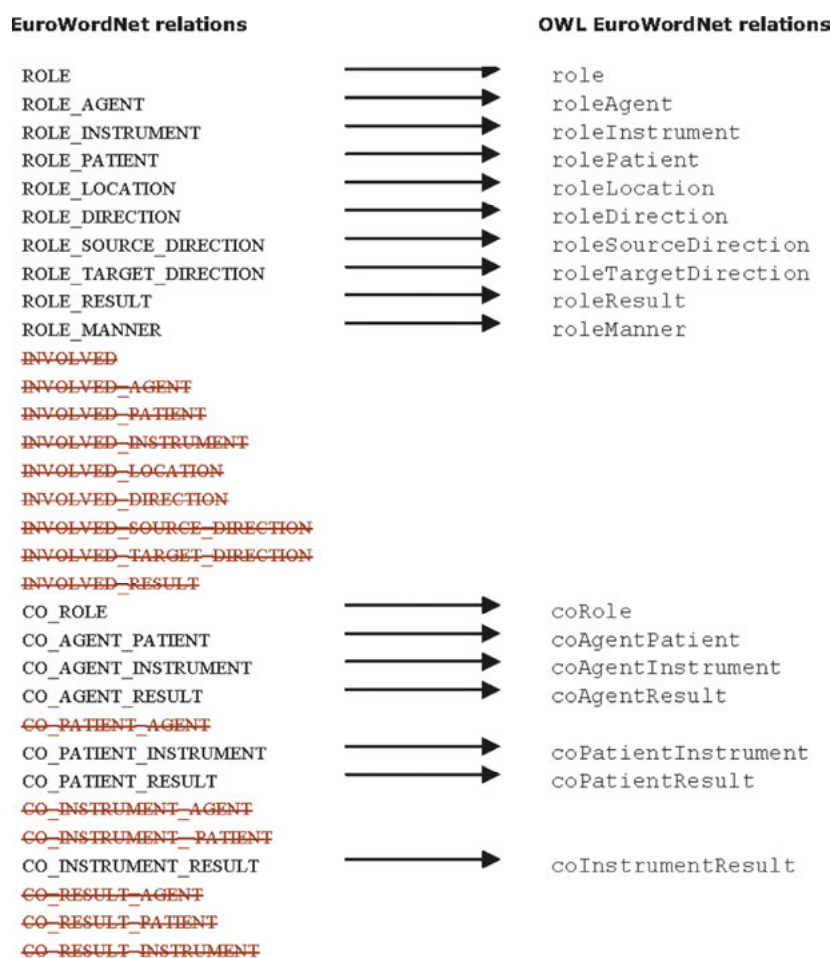 EuroWordNet relations OWL EuroWordNet relations
ROLE role
ROLE_AGENT roleAgent
ROLE_INSTRUMENT roleInstrument
ROLE_PATIENT rolePatient
ROLE_LOCATION roleLocation
ROLE_DIRECTION roleDirection
ROLE_SOURCE_DIRECTION roleSourceDirection
ROLE_TARGET_DIRECTION roleTargetDirection
ROLE_RESULT roleResult
ROLE_MANNER roleManner
INVOLVED
INVOLVED_AGENT
INVOLVED_PATIENT
INVOLVED_INSTRUMENT
INVOLVED_LOCATION
INVOLVED_DIRECTION
INVOLVED_SOURCE_DIRECTION
INVOLVED_TARGET_DIRECTION
INVOLVED_RESULT
CO_ROLE coRole
CO_AGENT_PATIENT coAgentPatient
CO_AGENT_INSTRUMENT coAgentInstrument
CO_AGENT_RESULT coAgentResult
CO_PATIENT_AGENT
CO_PATIENT_INSTRUMENT coPatientInstrument
CO_PATIENT_RESULT coPatientResult
CO_INSTRUMENT_AGENT
CO_INSTRUMENT_PATIENT
CO_INSTRUMENT_RESULT coInstrumentResult
CO_RESULT_AGENT
CO_RESULT_PATIENT
CO_RESULT_INSTRUMENT